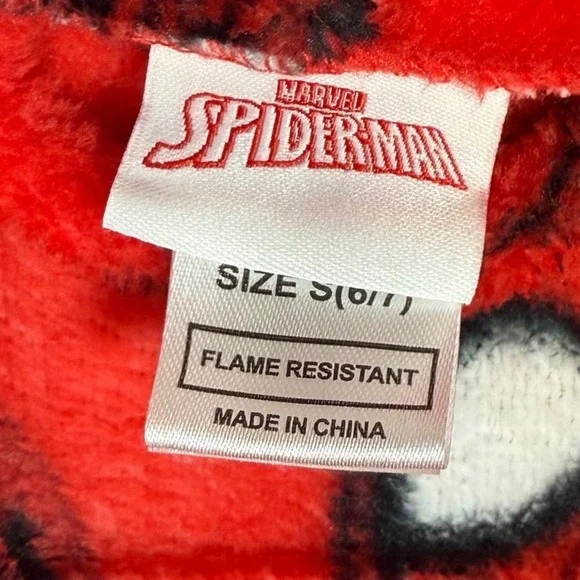 MARVEL
SPIDER-MAN
SIZE S(6/7)
FLAME RESISTANT
MADE IN CHINA